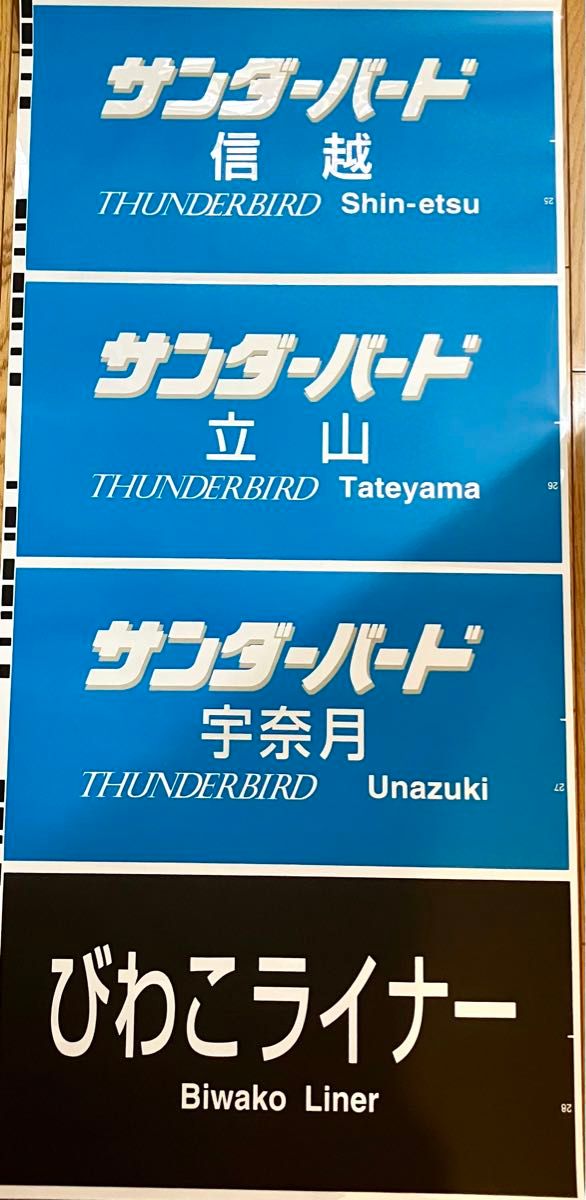 サンダーバード
信 越
THUNDERBIRD Shin-etsu
25
サンダーバード
立 山
THUNDERBIRD Tateyama
26
サンダーバード
宇奈月
THUNDERBIRD Unazuki
27
びわこライナー
Biwako Liner
28